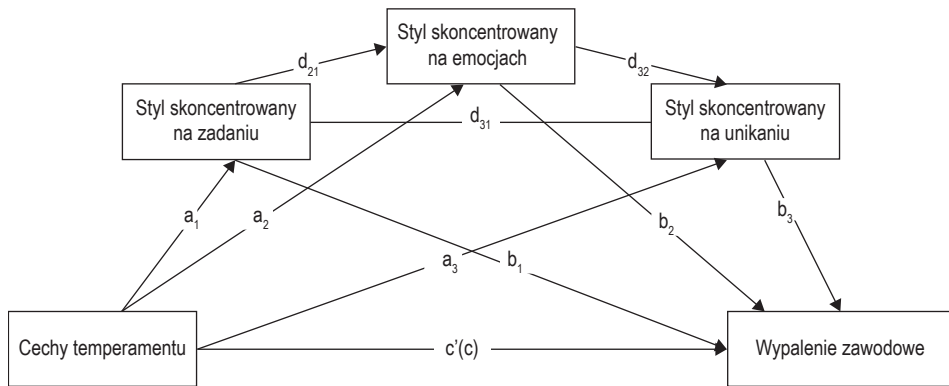 Styl skoncentrowany
na emocjach
d21
d32
Styl skoncentrowany
na zadaniu
d31
Styl skoncentrowany
na unikaniu
a1
a2
a3
b1
b2
b3
Cechy temperamentu
c'(c)
Wypalenie zawodowe